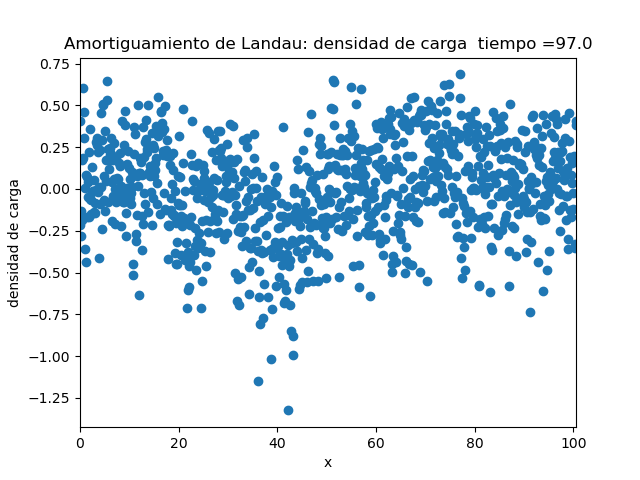 Amortiguamiento de Landau: densidad de carga  tiempo =97.0
0.75
0.50
0.25
0.00
−0.25
−0.50
−0.75
−1.00
−1.25
densidad de carga
0 20 40 60 80 100
x